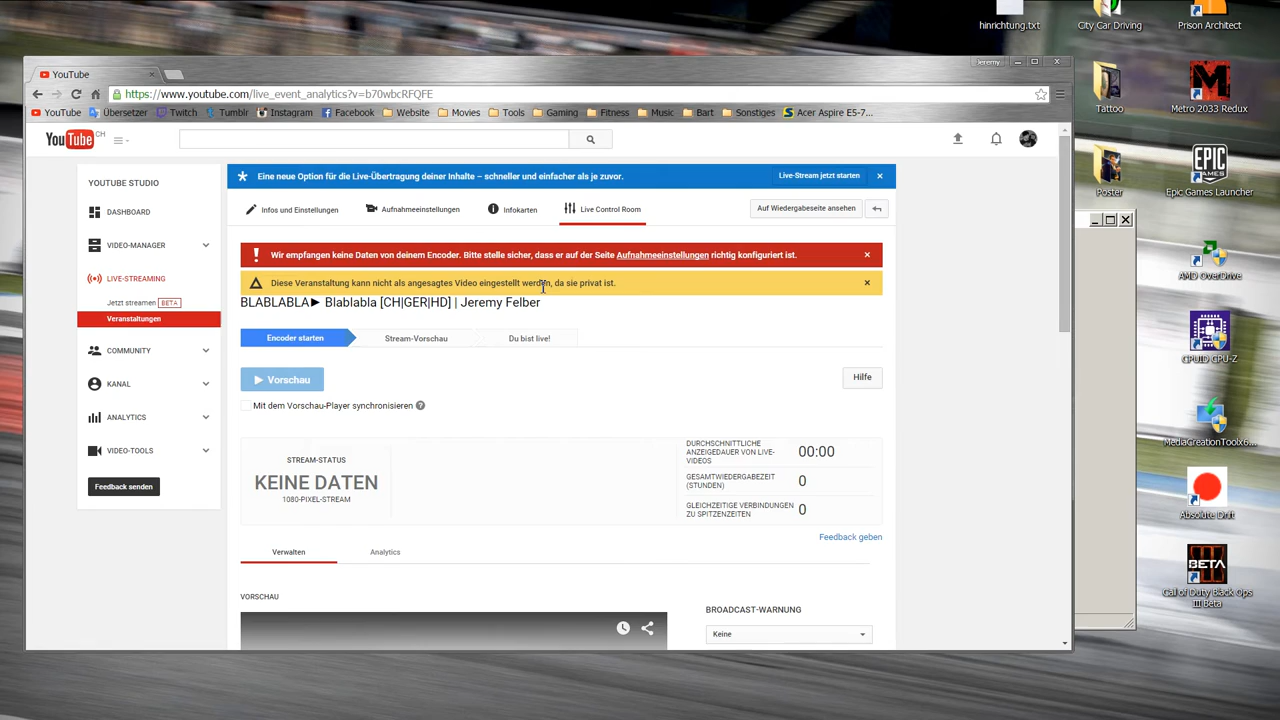 hinrichtung.txt
City Car Driving
Prison Architect
YouTube
Jeremy
https://www.youtube.com/live_event_analytics?v=b70wbcRFQFE
YouTube
Übersetzer
Twitch
Tumblr
Instagram
Facebook
Website
Movies
Tools
Gaming
Fitness
Music
Bart
Sonstiges
Acer Aspire E5-7...
YouTube CH
YOUTUBE STUDIO
DASHBOARD
VIDEO-MANAGER
LIVE-STREAMING
Jetzt streamen BETA
Veranstaltungen
COMMUNITY
KANAL
ANALYTICS
VIDEO-TOOLS
Feedback senden
Eine neue Option für die Live-Übertragung deiner Inhalte – schneller und einfacher als je zuvor.
Live-Stream jetzt starten
Infos und Einstellungen
Aufnahmeeinstellungen
Infokarten
Live Control Room
Auf Wiedergabeseite ansehen
Wir empfangen keine Daten von deinem Encoder. Bitte stelle sicher, dass er auf der Seite Aufnahmeeinstellungen richtig konfiguriert ist.
Diese Veranstaltung kann nicht als angesagtes Video eingestellt werden, da sie privat ist.
BLABLABLA► Blablabla [CH|GER|HD] | Jeremy Felber
Encoder starten
Stream-Vorschau
Du bist live!
Vorschau
Hilfe
Mit dem Vorschau-Player synchronisieren
STREAM-STATUS
KEINE DATEN
1080-PIXEL-STREAM
DURCHSCHNITTLICHE
ANZEIGEDAUER VON LIVE-
VIDEOS
00:00
GESAMTWIEDERGABEZEIT
(STUNDEN)
0
GLEICHZEITIGE VERBINDUNGEN
ZU SPITZENZEITEN
0
Feedback geben
Verwalten
Analytics
VORSCHAU
BROADCAST-WARNUNG
Keine
Tattoo
Metro 2033 Redux
Poster
EPIC
GAMES
Epic Games Launcher
AMD OverDrive
CPUID CPU-Z
MediaCreationToolx6...
Absolute Drift
BETA
Call of Duty Black Ops
III Beta